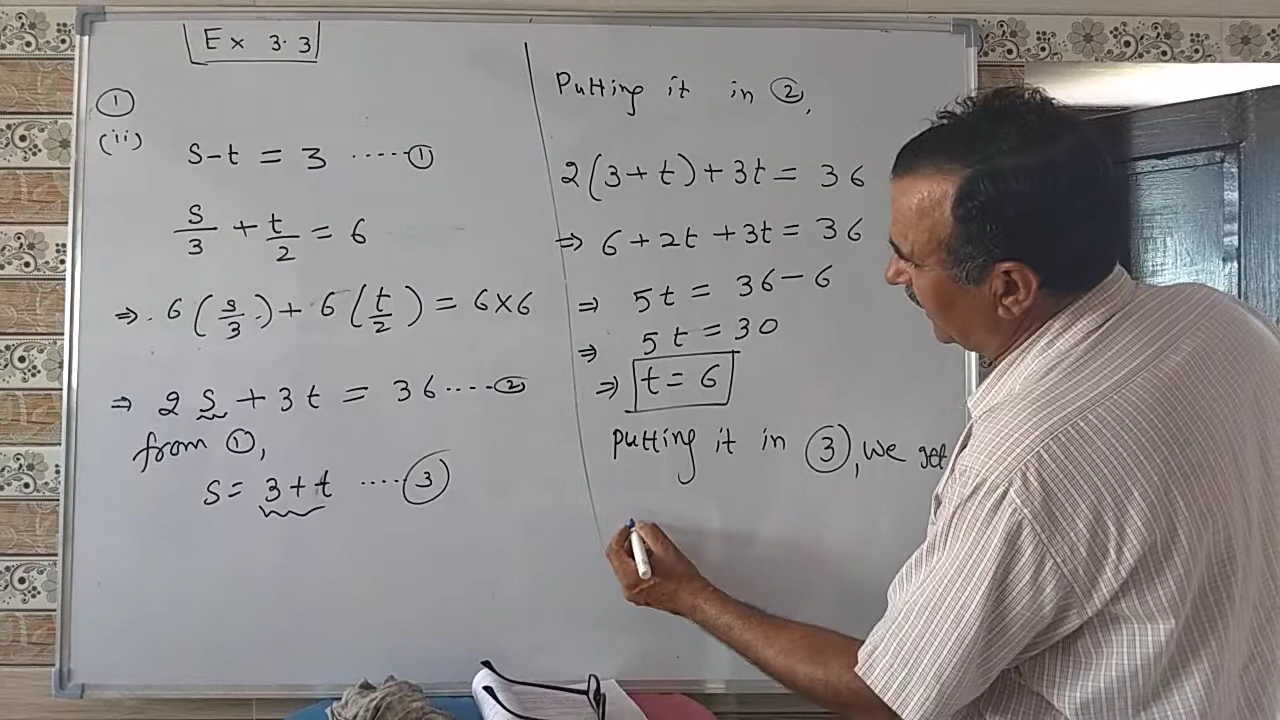 Ex 3.3
①
(ii)
s-t = 3 .....①
s/3 + t/2 = 6
⇒ 6(s/3) + 6(t/2) = 6×6
⇒ 2s + 3t = 36....②
from ①,
s = 3+t ....③
Putting it in ②,
2(3+t)+3t = 36
⇒ 6+2t+3t = 36
⇒ 5t = 36-6
⇒ 5t = 30
⇒ t = 6
putting it in ③, we get